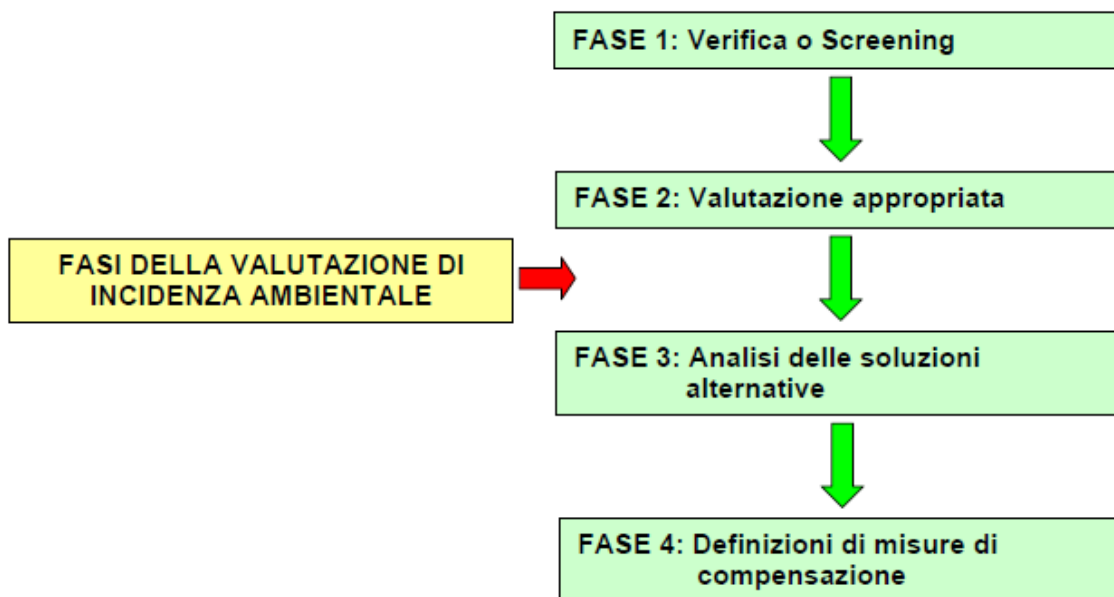 FASE 1: Verifica o Screening
FASE 2: Valutazione appropriata
FASI DELLA VALUTAZIONE DI
INCIDENZA AMBIENTALE
FASE 3: Analisi delle soluzioni
alternative
FASE 4: Definizioni di misure di
compensazione